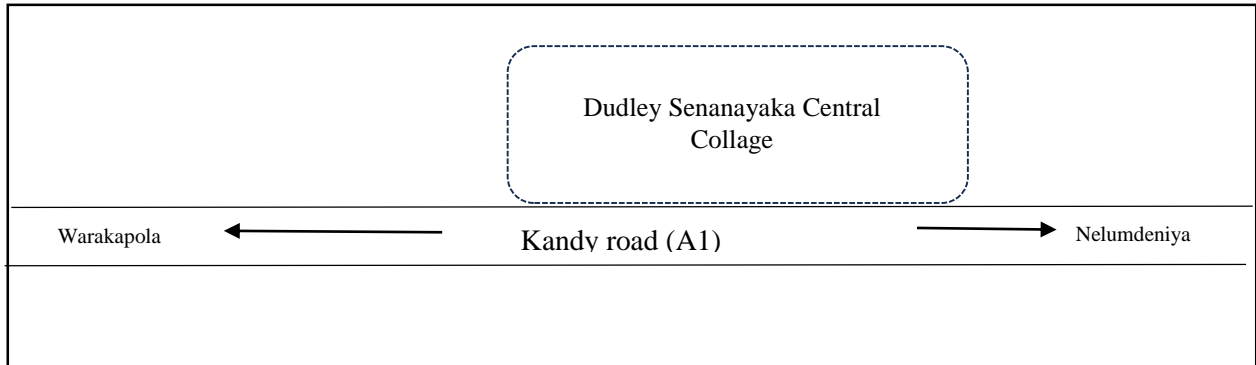 Dudley Senanayaka Central
Collage
Warakapola
Kandy road (A1)
Nelumdeniya